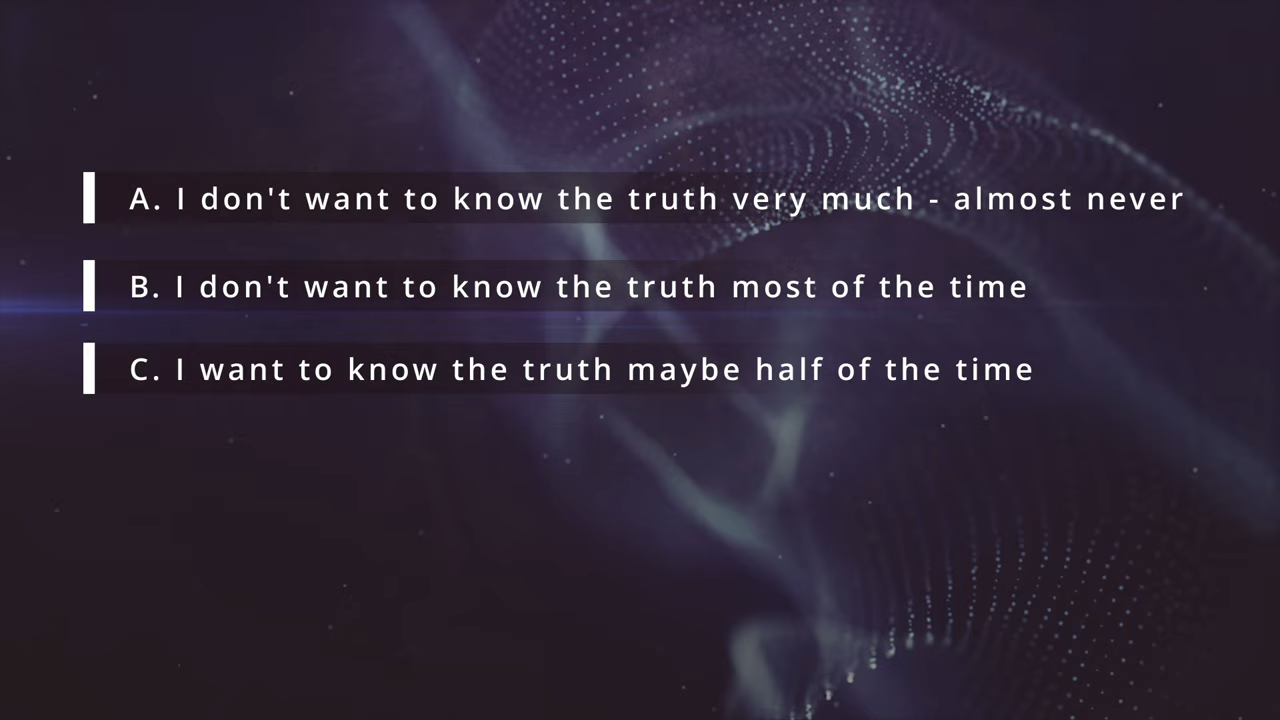 A. I don't want to know the truth very much - almost never
B. I don't want to know the truth most of the time
C. I want to know the truth maybe half of the time